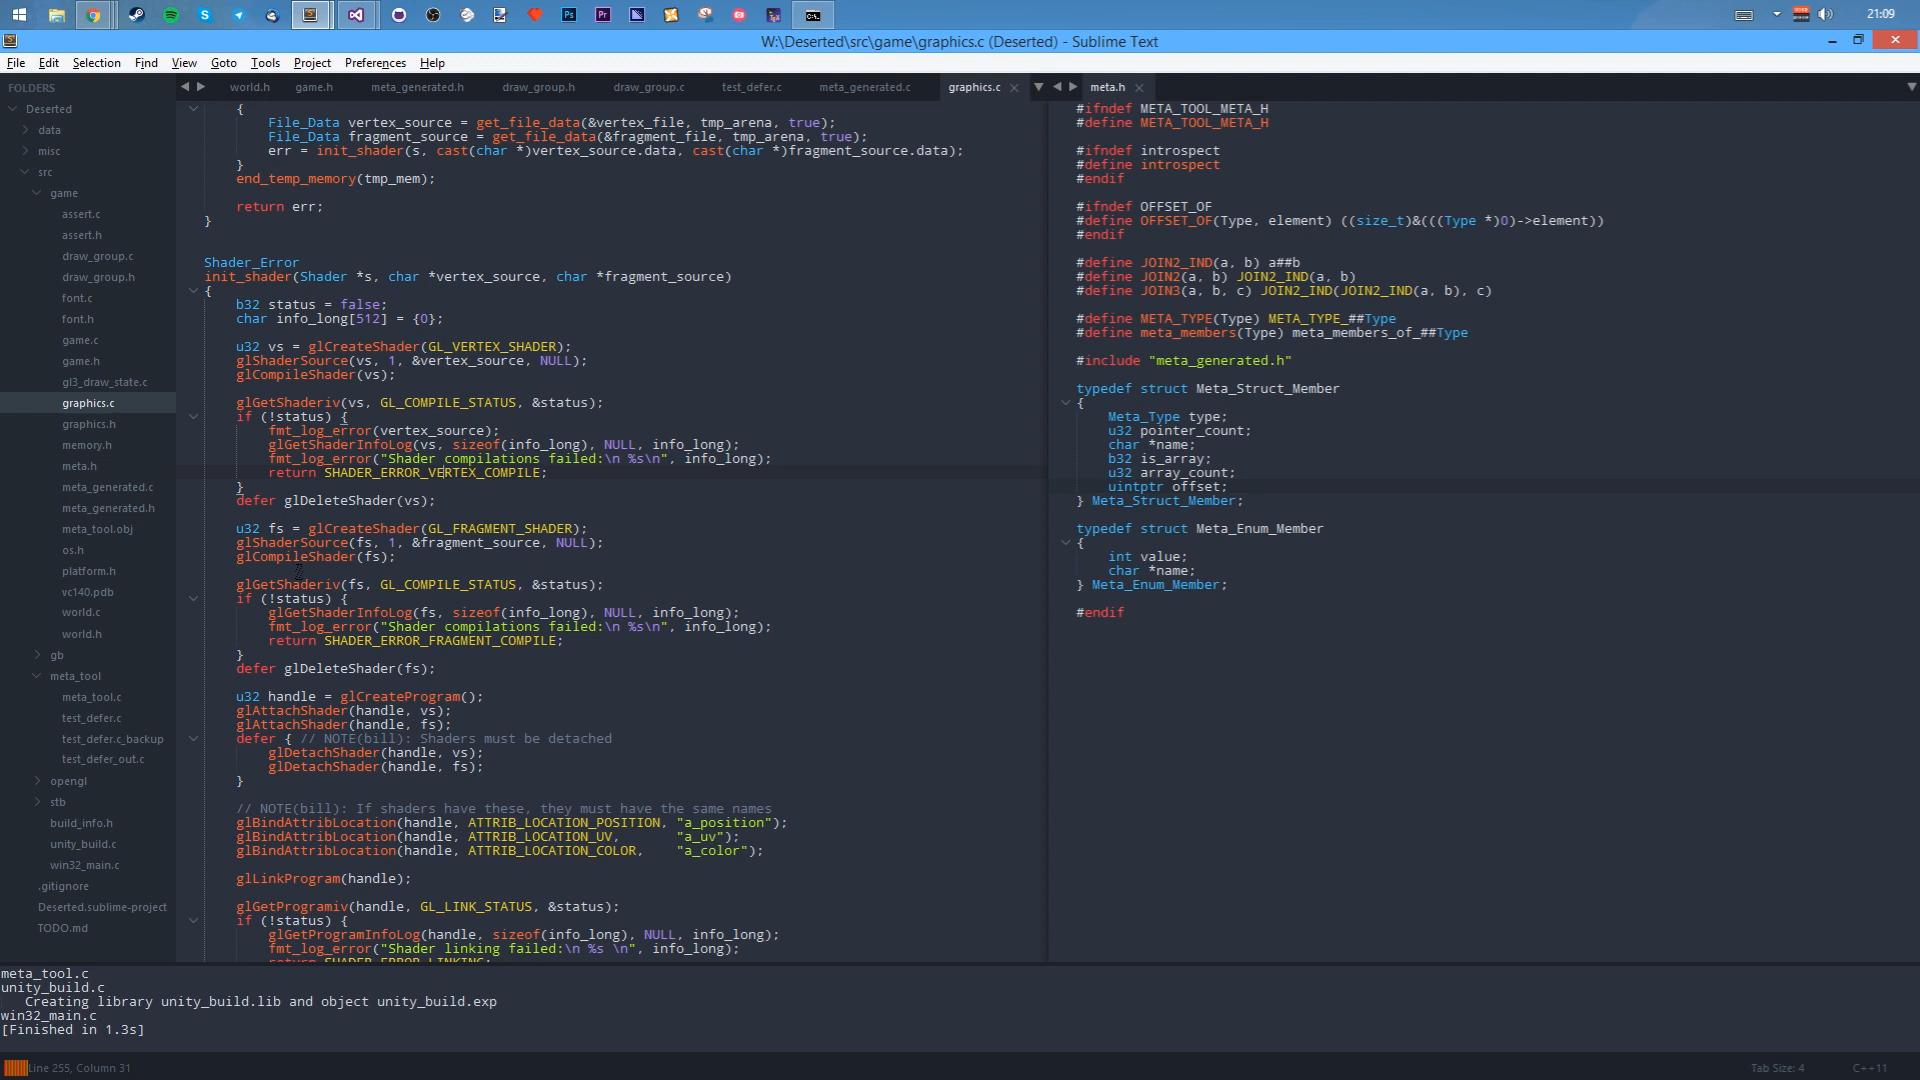 21:09
W:\Deserted\src\game\graphics.c (Deserted) - Sublime Text
File Edit Selection Find View Goto Tools Project Preferences Help
FOLDERS
Deserted
data
misc
src
game
assert.c
assert.h
draw_group.c
draw_group.h
font.c
font.h
game.c
game.h
gl3_draw_state.c
graphics.c
graphics.h
memory.h
meta.h
meta_generated.c
meta_generated.h
meta_tool.obj
os.h
platform.h
vc140.pdb
world.c
world.h
gb
meta_tool
meta_tool.c
test_defer.c
test_defer.c_backup
test_defer_out.c
opengl
stb
build_info.h
unity_build.c
win32_main.c
.gitignore
Deserted.sublime-project
TODO.md
world.h game.h meta_generated.h draw_group.h draw_group.c test_defer.c meta_generated.c graphics.c
{
File_Data vertex_source = get_file_data(&vertex_file, tmp_arena, true);
File_Data fragment_source = get_file_data(&fragment_file, tmp_arena, true);
err = init_shader(s, cast(char *)vertex_source.data, cast(char *)fragment_source.data);
}
end_temp_memory(tmp_mem);
return err;
}
Shader_Error
init_shader(Shader *s, char *vertex_source, char *fragment_source)
{
b32 status = false;
char info_long[512] = {0};
u32 vs = glCreateShader(GL_VERTEX_SHADER);
glShaderSource(vs, 1, &vertex_source, NULL);
glCompileShader(vs);
glGetShaderiv(vs, GL_COMPILE_STATUS, &status);
if (!status) {
fmt_log_error(vertex_source);
glGetShaderInfoLog(vs, sizeof(info_long), NULL, info_long);
fmt_log_error("Shader compilations failed:\n %s\n", info_long);
return SHADER_ERROR_VERTEX_COMPILE;
}
defer glDeleteShader(vs);
u32 fs = glCreateShader(GL_FRAGMENT_SHADER);
glShaderSource(fs, 1, &fragment_source, NULL);
glCompileShader(fs);
glGetShaderiv(fs, GL_COMPILE_STATUS, &status);
if (!status) {
glGetShaderInfoLog(fs, sizeof(info_long), NULL, info_long);
fmt_log_error("Shader compilations failed:\n %s\n", info_long);
return SHADER_ERROR_FRAGMENT_COMPILE;
}
defer glDeleteShader(fs);
u32 handle = glCreateProgram();
glAttachShader(handle, vs);
glAttachShader(handle, fs);
defer { // NOTE(bill): Shaders must be detached
glDetachShader(handle, vs);
glDetachShader(handle, fs);
}
// NOTE(bill): If shaders have these, they must have the same names
glBindAttribLocation(handle, ATTRIB_LOCATION_POSITION, "a_position");
glBindAttribLocation(handle, ATTRIB_LOCATION_UV, "a_uv");
glBindAttribLocation(handle, ATTRIB_LOCATION_COLOR, "a_color");
glLinkProgram(handle);
glGetProgramiv(handle, GL_LINK_STATUS, &status);
if (!status) {
glGetProgramInfoLog(handle, sizeof(info_long), NULL, info_long);
fmt_log_error("Shader linking failed:\n %s \n", info_long);
return SHADER_ERROR_LINKING;
meta.h
#ifndef META_TOOL_META_H
#define META_TOOL_META_H
#ifndef introspect
#define introspect
#endif
#ifndef OFFSET_OF
#define OFFSET_OF(Type, element) ((size_t)&(((Type *)0)->element))
#endif
#define JOIN2_IND(a, b) a##b
#define JOIN2(a, b) JOIN2_IND(a, b)
#define JOIN3(a, b, c) JOIN2_IND(JOIN2_IND(a, b), c)
#define META_TYPE(Type) META_TYPE_##Type
#define meta_members(Type) meta_members_of_##Type
#include "meta_generated.h"
typedef struct Meta_Struct_Member
{
Meta_Type type;
u32 pointer_count;
char *name;
b32 is_array;
u32 array_count;
uintptr offset;
} Meta_Struct_Member;
typedef struct Meta_Enum_Member
{
int value;
char *name;
} Meta_Enum_Member;
#endif
meta_tool.c
unity_build.c
Creating library unity_build.lib and object unity_build.exp
win32_main.c
[Finished in 1.3s]
Line 255, Column 31
Tab Size: 4
C++11